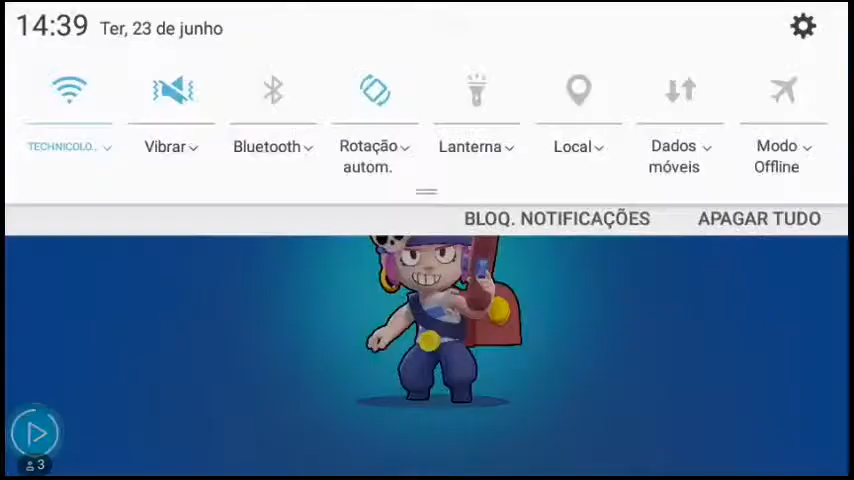 14:39 Ter, 23 de junho
TECHNICOLO.. Vibrar Bluetooth Rotação autom. Lanterna Local Dados móveis Modo Offline
BLOQ. NOTIFICAÇÕES APAGAR TUDO
3